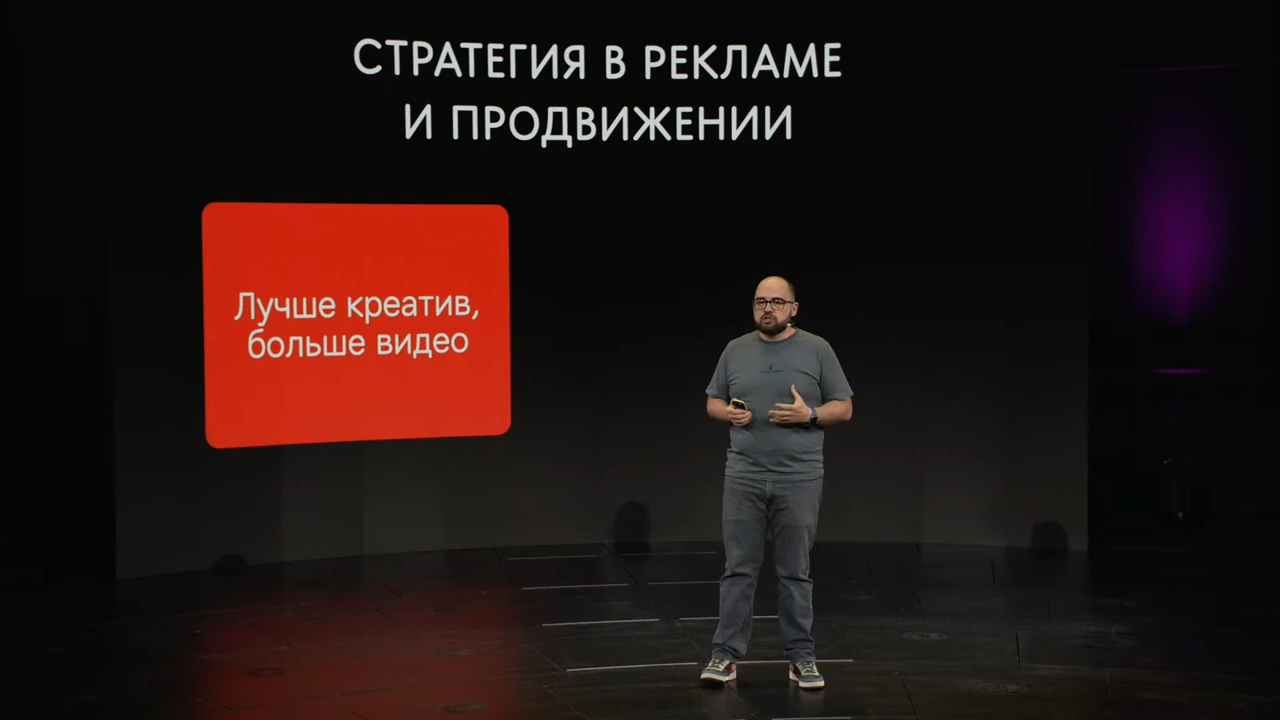 СТРАТЕГИЯ В РЕКЛАМЕ
И ПРОДВИЖЕНИИ
Лучше креатив,
больше видео